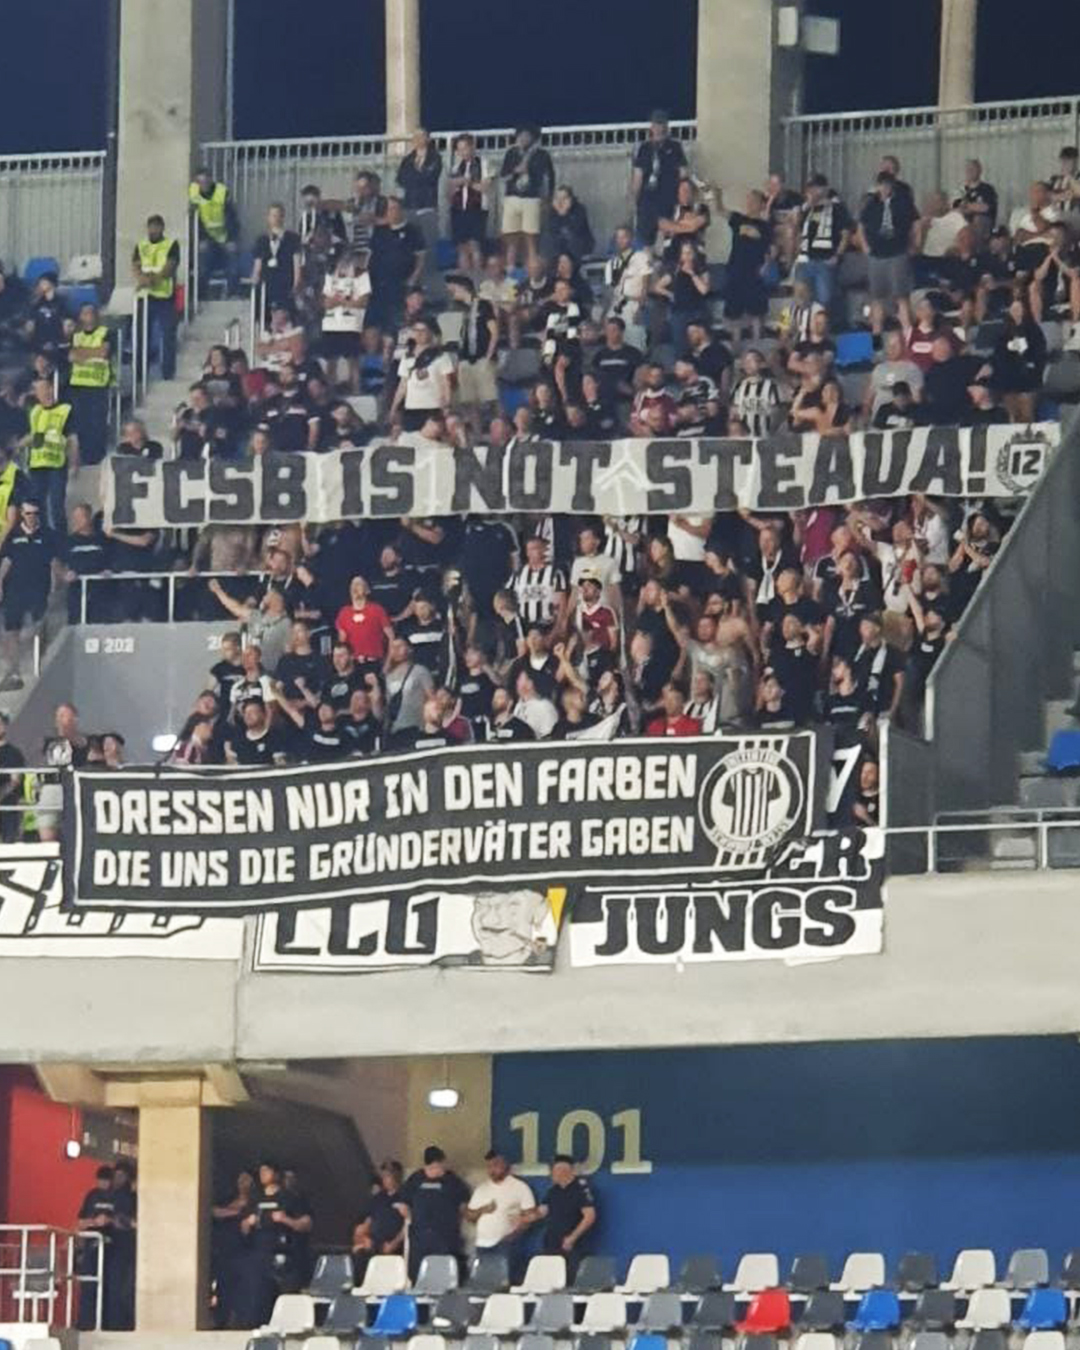 FCSB IS NOT STEAUA! 12
DRESSEN NUR IN DEN FARBEN
DIE UNS DIE GRÜNDERVÄTER GABEN
JUNGS
202
101